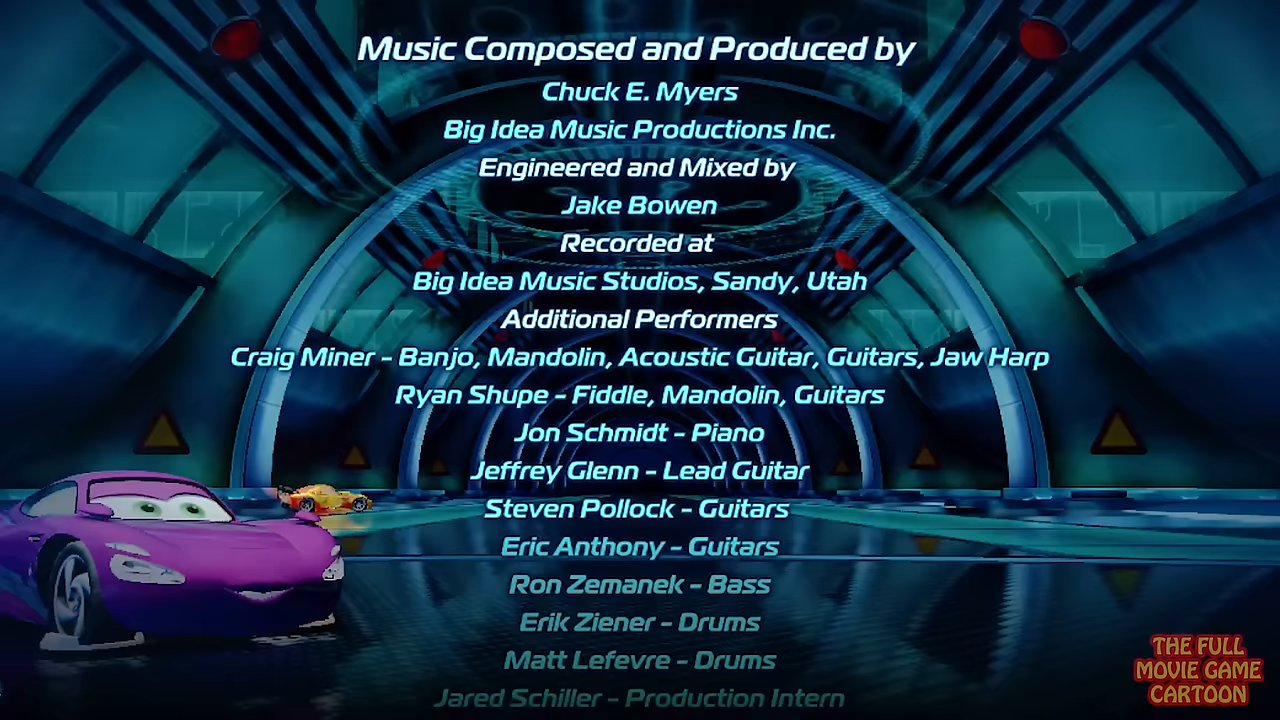 Music Composed and Produced by
Chuck E. Myers
Big Idea Music Productions Inc.
Engineered and Mixed by
Jake Bowen
Recorded at
Big Idea Music Studios, Sandy, Utah
Additional Performers
Craig Miner - Banjo, Mandolin, Acoustic Guitar, Guitars, Jaw Harp
Ryan Shupe - Fiddle, Mandolin, Guitars
Jon Schmidt - Piano
Jeffrey Glenn - Lead Guitar
Steven Pollock - Guitars
Eric Anthony - Guitars
Ron Zemanek - Bass
Erik Ziener - Drums
Matt Lefevre - Drums
Jared Schiller - Production Intern
THE FULL
MOVIE GAME
CARTOON